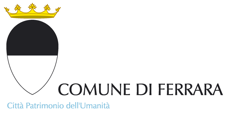 COMUNE DI FERRARA
Città Patrimonio dell'Umanità